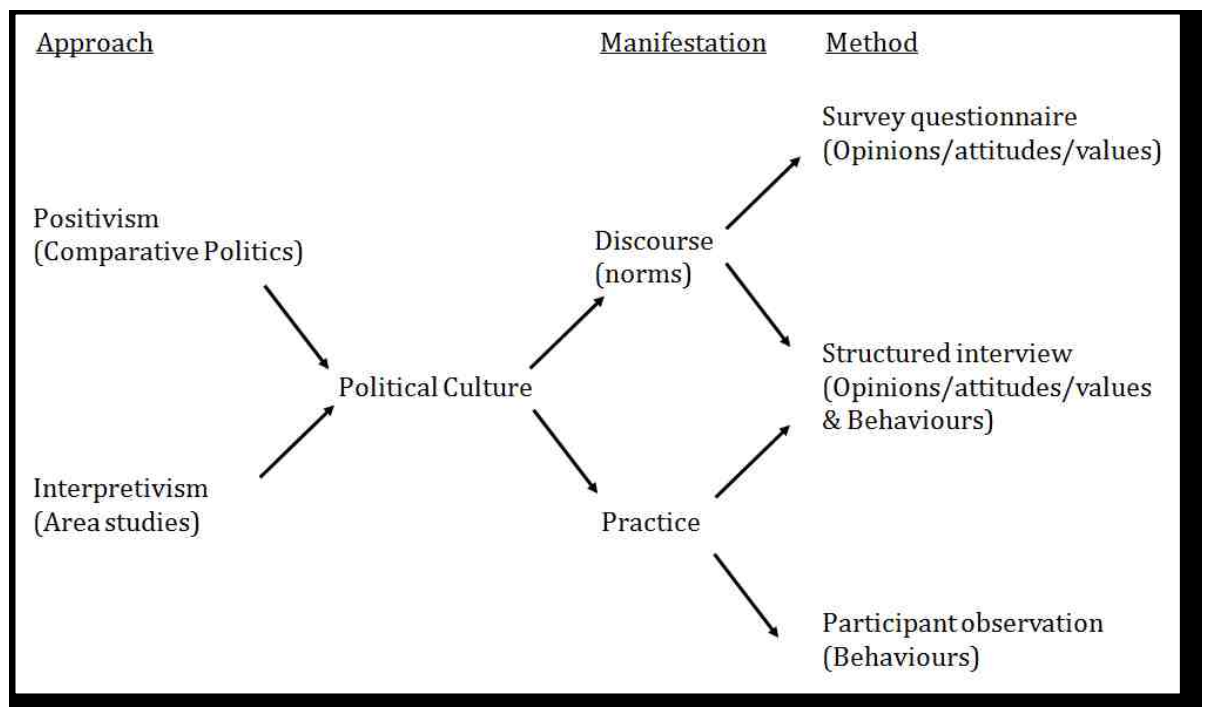 Approach
Manifestation
Method
Survey questionnaire
(Opinions/attitudes/values)
Positivism
(Comparative Politics)
Discourse
(norms)
Structured interview
(Opinions/attitudes/values
& Behaviours)
Political Culture
Interpretivism
(Area studies)
Practice
Participant observation
(Behaviours)